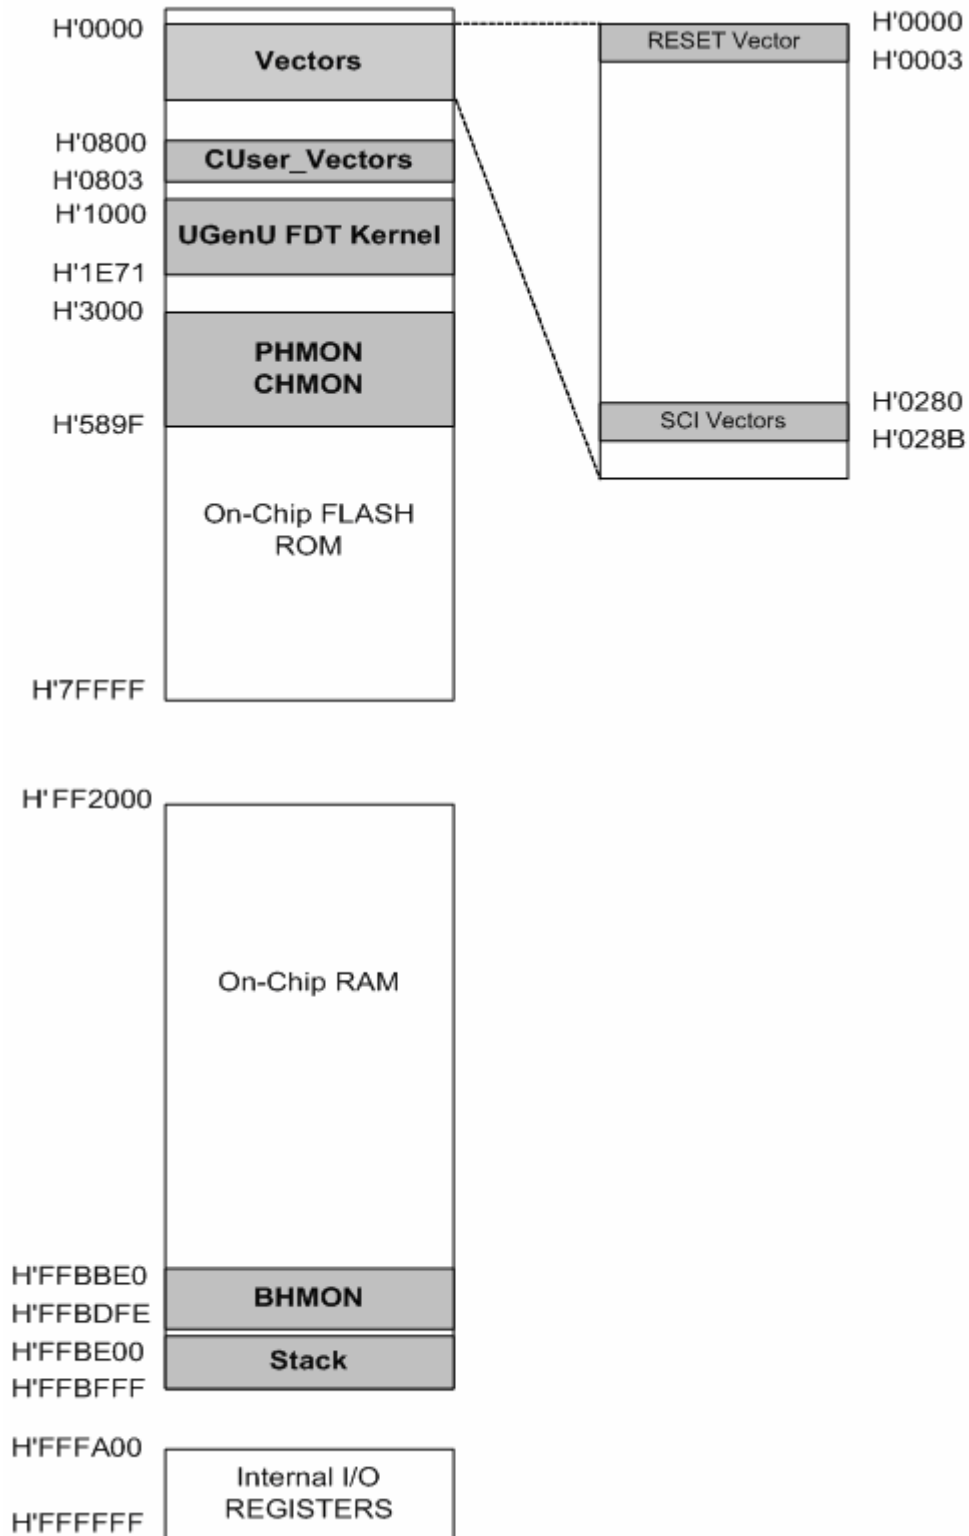 H'0000
Vectors
H'0800
CUser_Vectors
H'0803
H'1000
UGenU FDT Kernel
H'1E71
H'3000
PHMON
CHMON
H'589F
On-Chip FLASH
ROM
H'7FFFF
H'0000
RESET Vector
H'0003
H'0280
SCI Vectors
H'028B
H'FF2000
On-Chip RAM
H'FFBBE0
BHMON
H'FFBDFE
H'FFBE00
Stack
H'FFBFFF
H'FFFA00
Internal I/O
REGISTERS
H'FFFFFF